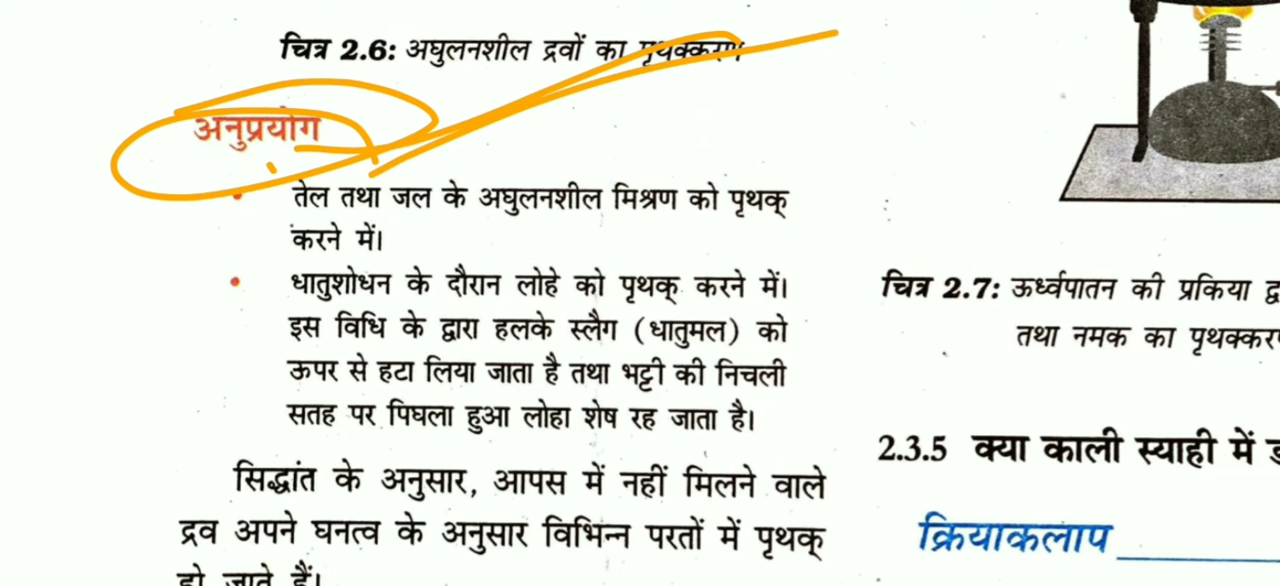 चित्र 2.6: अघुलनशील द्रवों का पृथक्करण
अनुप्रयोग
• तेल तथा जल के अघुलनशील मिश्रण को पृथक्
करने में।
• धातुशोधन के दौरान लोहे को पृथक् करने में।
इस विधि के द्वारा हलके स्लैग (धातुमल) को
ऊपर से हटा लिया जाता है तथा भट्टी की निचली
सतह पर पिघला हुआ लोहा शेष रह जाता है।
सिद्धांत के अनुसार, आपस में नहीं मिलने वाले
द्रव अपने घनत्व के अनुसार विभिन्न परतों में पृथक्
हो जाते हैं।
चित्र 2.7: ऊर्ध्वपातन की प्रकिया द्व
तथा नमक का पृथक्कर
2.3.5 क्या काली स्याही में
क्रियाकलाप